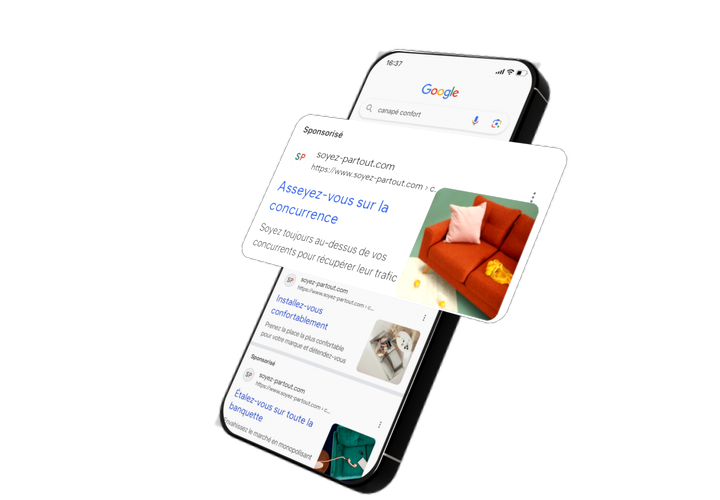 16:37
Google
canapé confort
Sponsorisé
SP
soyez-partout.com
https://www.soyez-partout.com › c...
Asseyez-vous sur la
concurrence
Soyez toujours au-dessus de vos
concurrents pour récupérer leur trafic
SP
soyez-partout.com
https://www.soyez-partout.com › c...
Installez-vous
confortablement
Prenez la place la plus confortable
pour votre marque et détendez-vous
Sponsorisé
SP
soyez-partout.com
https://www.soyez-partout.com › c...
Étalez-vous sur toute la
banquette
Envahissez le marché en monopolisant